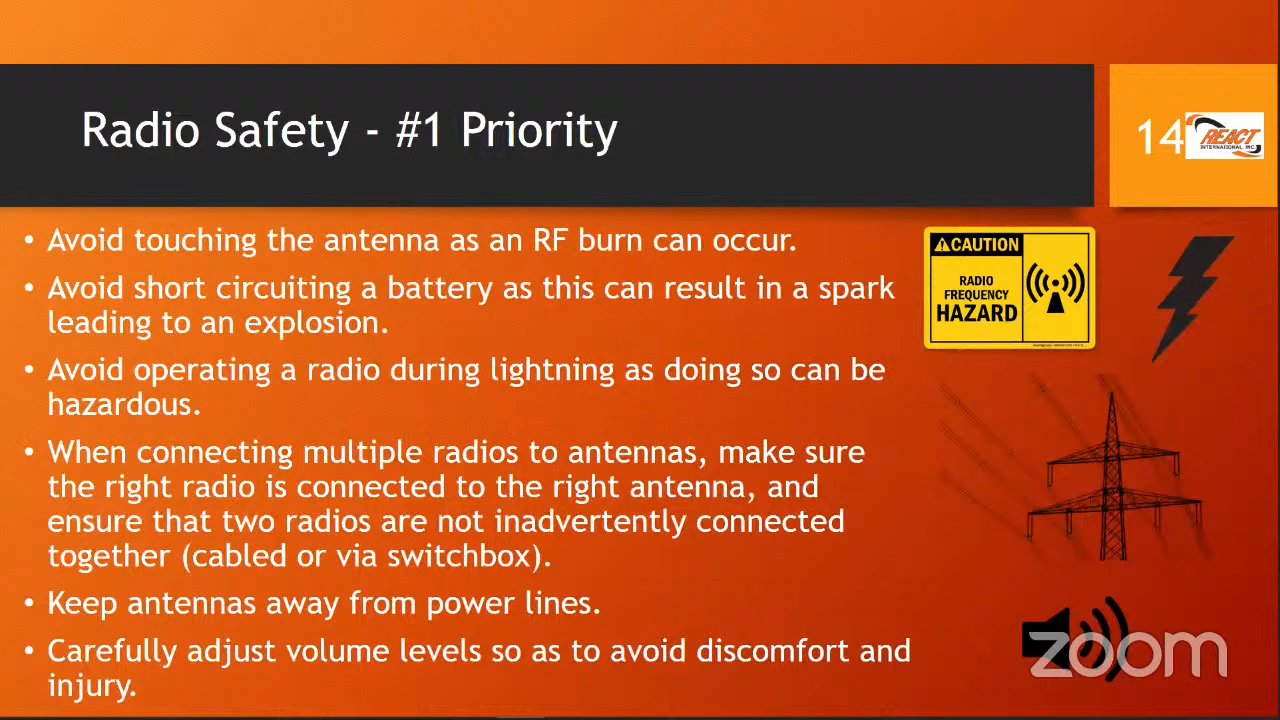 Radio Safety - #1 Priority
14
REACT
INTERNATIONAL, INC.
• Avoid touching the antenna as an RF burn can occur.
• Avoid short circuiting a battery as this can result in a spark
leading to an explosion.
• Avoid operating a radio during lightning as doing so can be
hazardous.
• When connecting multiple radios to antennas, make sure
the right radio is connected to the right antenna, and
ensure that two radios are not inadvertently connected
together (cabled or via switchbox).
• Keep antennas away from power lines.
• Carefully adjust volume levels so as to avoid discomfort and
injury.
CAUTION
RADIO
FREQUENCY
HAZARD
zoom